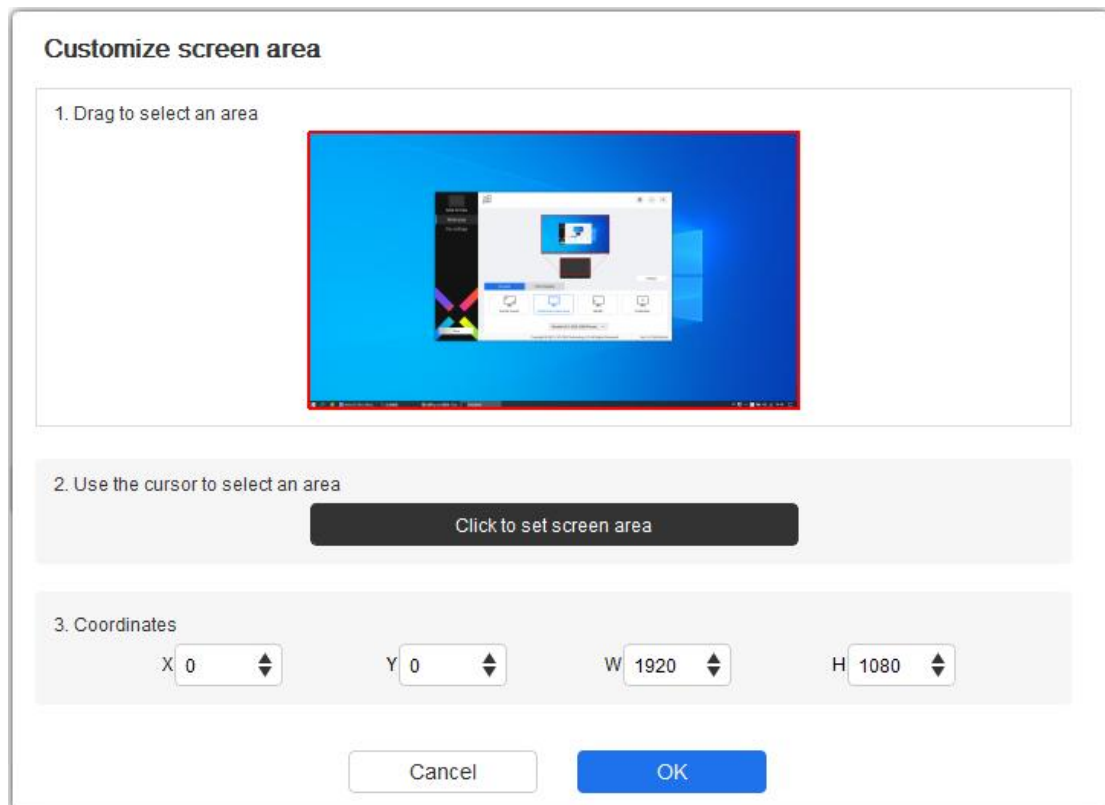 Customize screen area
1. Drag to select an area
2. Use the cursor to select an area
Click to set screen area
3. Coordinates
X 0 Y 0 W 1920 H 1080
Cancel OK